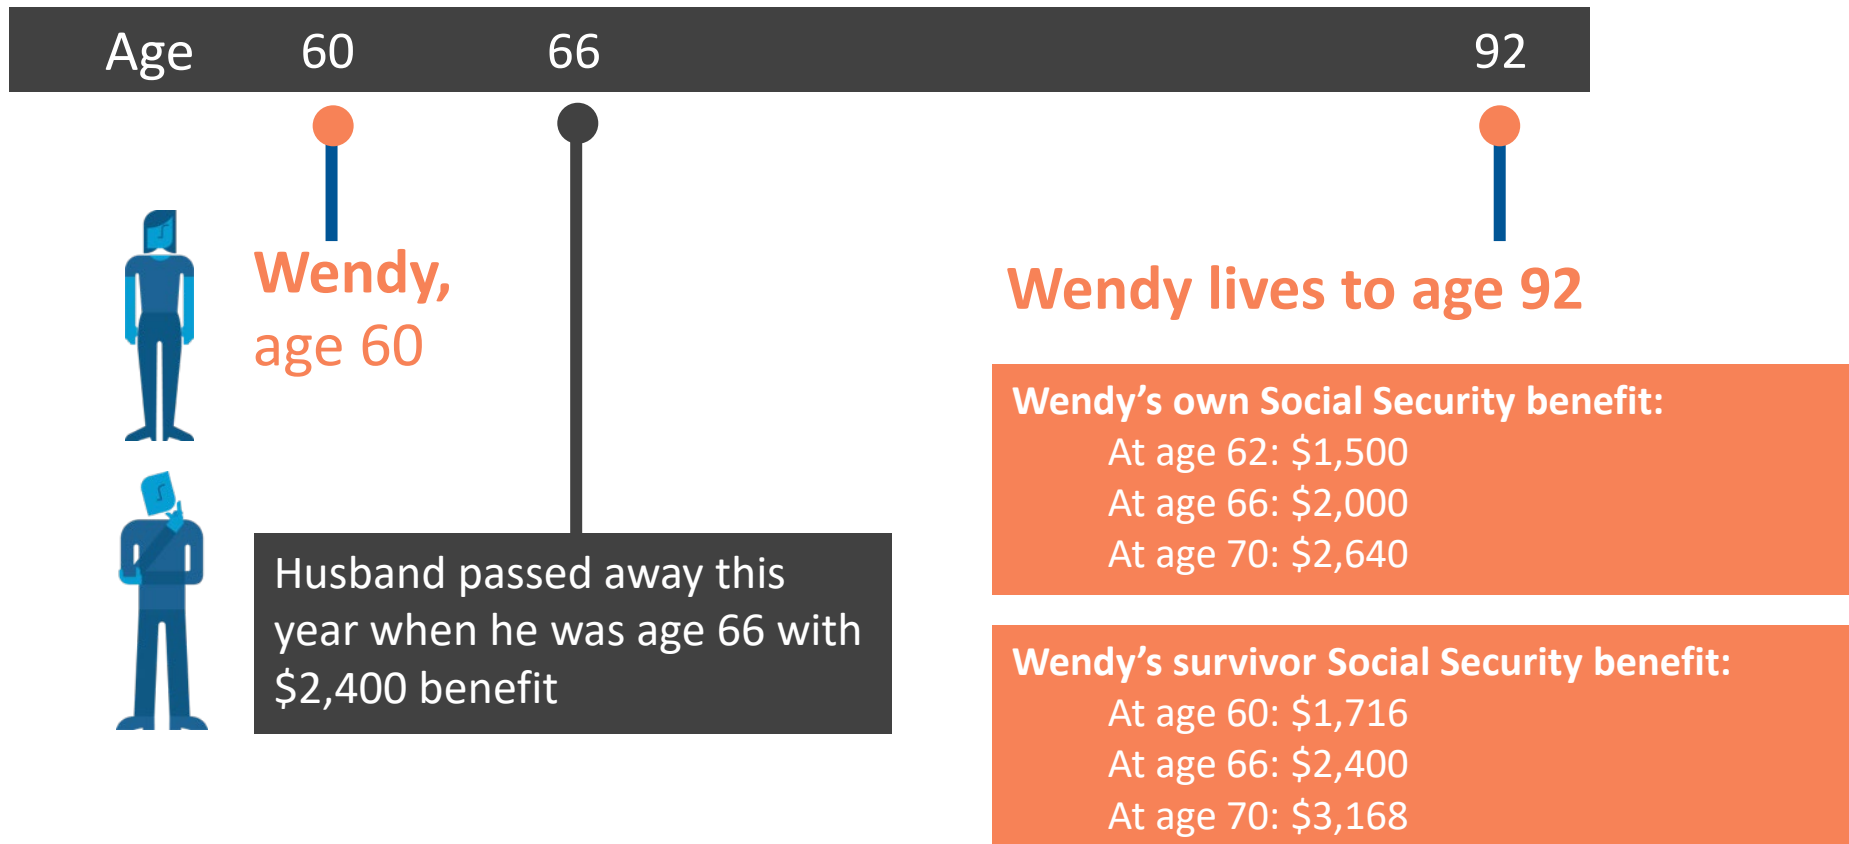 Age 60 66 92
Wendy,
age 60
Husband passed away this
year when he was age 66 with
$2,400 benefit
Wendy lives to age 92
Wendy’s own Social Security benefit:
At age 62: $1,500
At age 66: $2,000
At age 70: $2,640
Wendy’s survivor Social Security benefit:
At age 60: $1,716
At age 66: $2,400
At age 70: $3,168